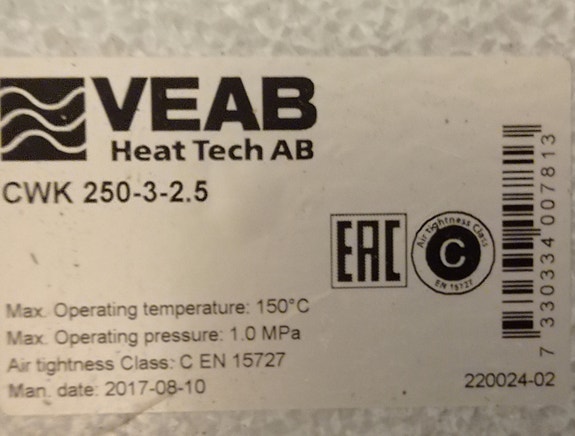 VEAB
Heat Tech AB
CWK 250-3-2.5
EAC
Air tightness Class
C
EN 15727
Max. Operating temperature: 150°C
Max. Operating pressure: 1.0 MPa
Air tightness Class: C EN 15727
Man. date: 2017-08-10
7 330334 007813
220024-02